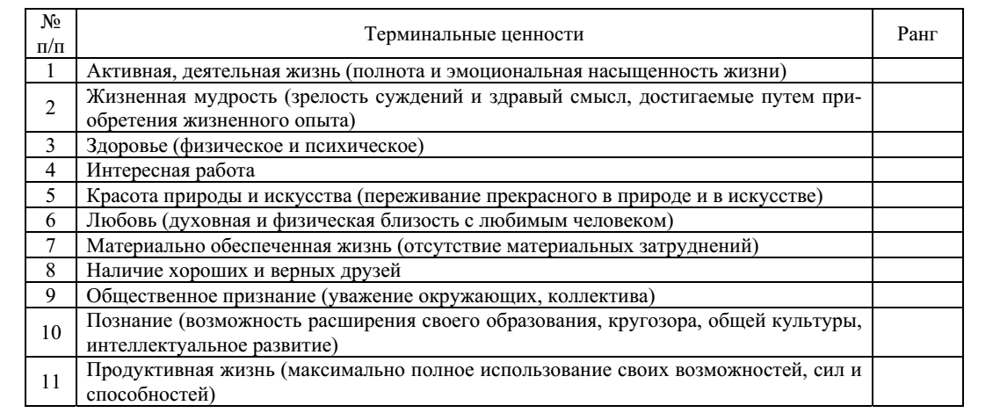 №
п/п
Терминальные ценности
Ранг
1 Активная, деятельная жизнь (полнота и эмоциональная насыщенность жизни)
2 Жизненная мудрость (зрелость суждений и здравый смысл, достигаемые путем при-
обретения жизненного опыта)
3 Здоровье (физическое и психическое)
4 Интересная работа
5 Красота природы и искусства (переживание прекрасного в природе и в искусстве)
6 Любовь (духовная и физическая близость с любимым человеком)
7 Материально обеспеченная жизнь (отсутствие материальных затруднений)
8 Наличие хороших и верных друзей
9 Общественное признание (уважение окружающих, коллектива)
10 Познание (возможность расширения своего образования, кругозора, общей культуры,
интеллектуальное развитие)
11 Продуктивная жизнь (максимально полное использование своих возможностей, сил и
способностей)